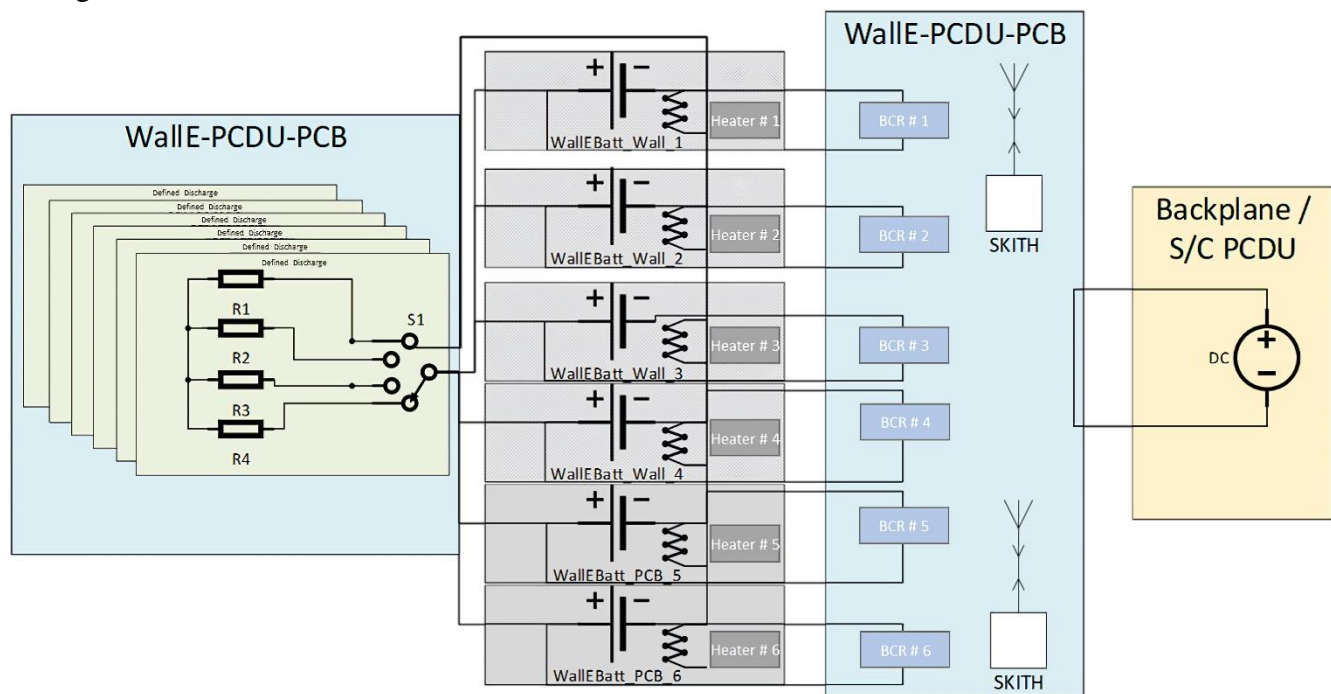 WallE-PCDU-PCB
Defined Discharge
Defined Discharge
Defined Discharge
Defined Discharge
Defined Discharge
Defined Discharge
R1
R2
R3
R4
S1
+ −
Heater # 1
WallEBatt_Wall_1
+ −
Heater # 2
WallEBatt_Wall_2
+ −
Heater # 3
WallEBatt_Wall_3
+ −
Heater # 4
WallEBatt_Wall_4
+ −
Heater # 5
WallEBatt_PCB_5
+ −
Heater # 6
WallEBatt_PCB_6
WallE-PCDU-PCB
BCR # 1
BCR # 2
BCR # 3
BCR # 4
BCR # 5
BCR # 6
SKITH
SKITH
Backplane /
S/C PCDU
DC
+
−